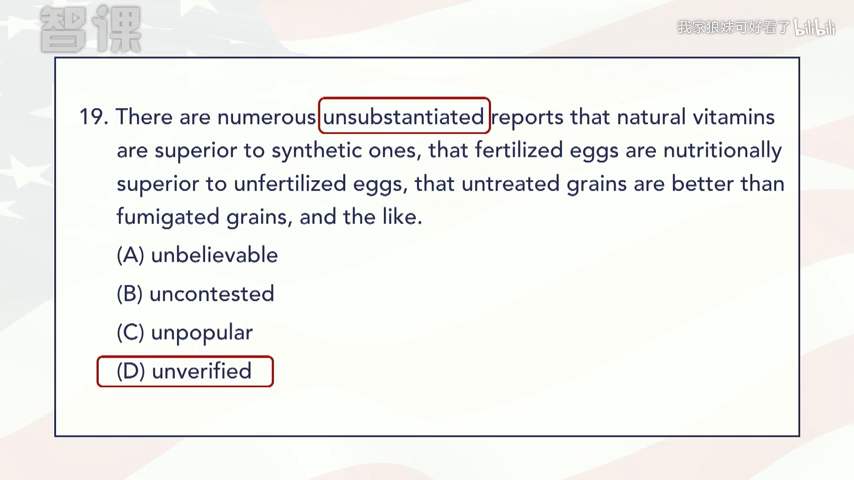 智课
我家狼妹可好看了 bilibili
19. There are numerous unsubstantiated reports that natural vitamins
are superior to synthetic ones, that fertilized eggs are nutritionally
superior to unfertilized eggs, that untreated grains are better than
fumigated grains, and the like.
(A) unbelievable
(B) uncontested
(C) unpopular
(D) unverified